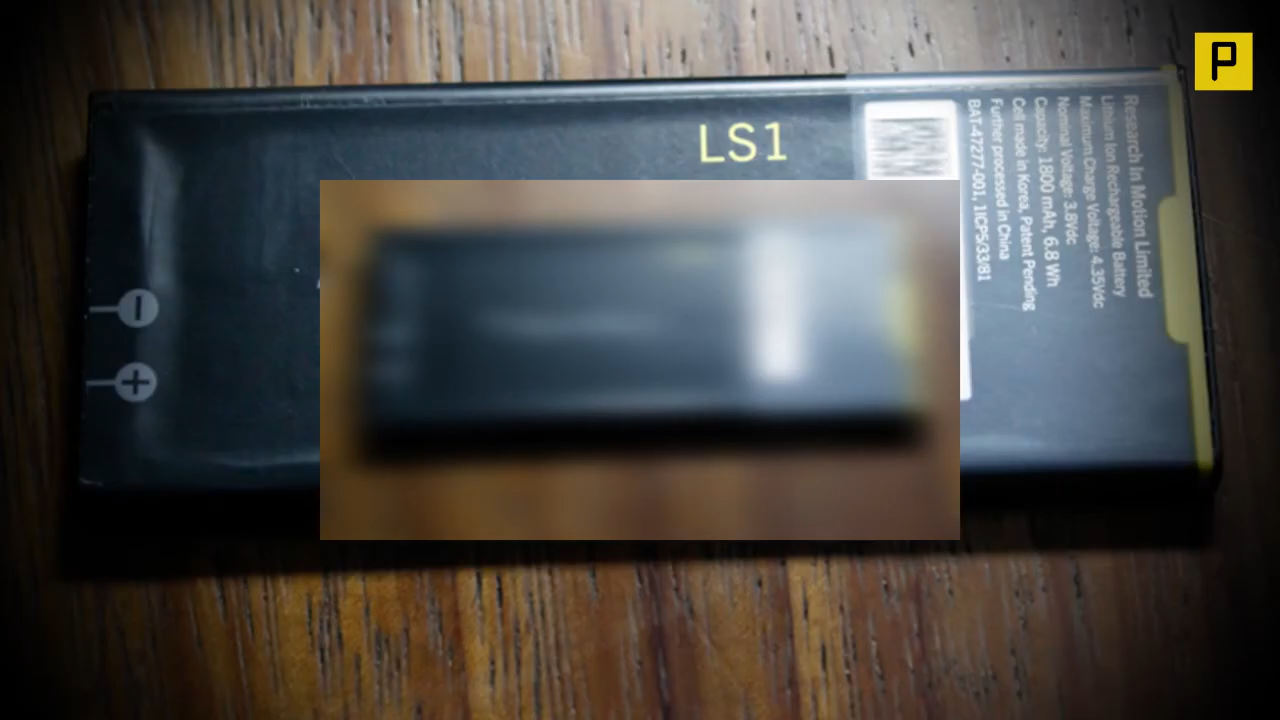 P
LS1
Research In Motion Limited
Lithium Ion Rechargeable Battery
Maximum Charge Voltage: 4.35Vdc
Nominal Voltage: 3.8Vdc
Capacity: 1800 mAh, 6.8 Wh
Cell made in Korea, Patent Pending
Further processed in China
BAT-47277-001, 1ICP5/33/81